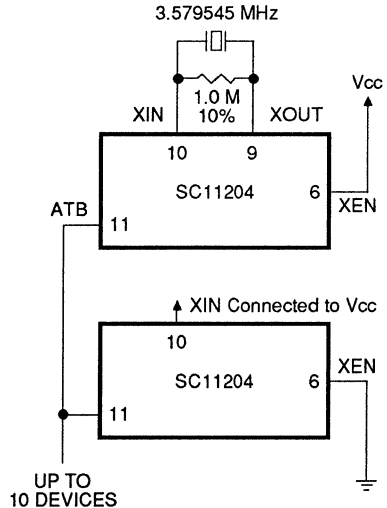 3.579545 MHz
1.0 M
10%
XIN
XOUT
Vcc
10
9
SC11204
6
XEN
ATB
11
XIN Connected to Vcc
10
SC11204
6
XEN
11
UP TO
10 DEVICES